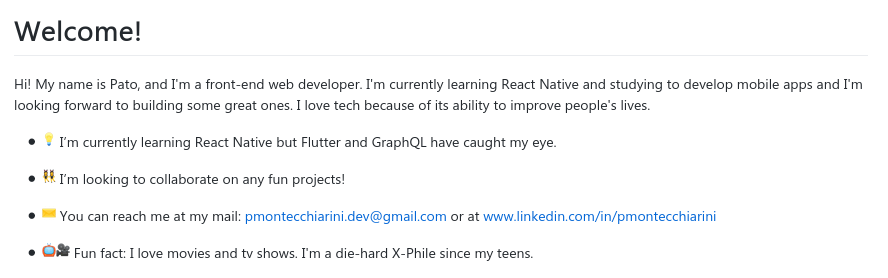 Welcome!
Hi! My name is Pato, and I'm a front-end web developer. I'm currently learning React Native and studying to develop mobile apps and I'm
looking forward to building some great ones. I love tech because of its ability to improve people's lives.
• 💡 I’m currently learning React Native but Flutter and GraphQL have caught my eye.
• 👯 I’m looking to collaborate on any fun projects!
• ✉️ You can reach me at my mail: pmontecchiarini.dev@gmail.com or at www.linkedin.com/in/pmontecchiarini
• 📺🎥 Fun fact: I love movies and tv shows. I'm a die-hard X-Phile since my teens.